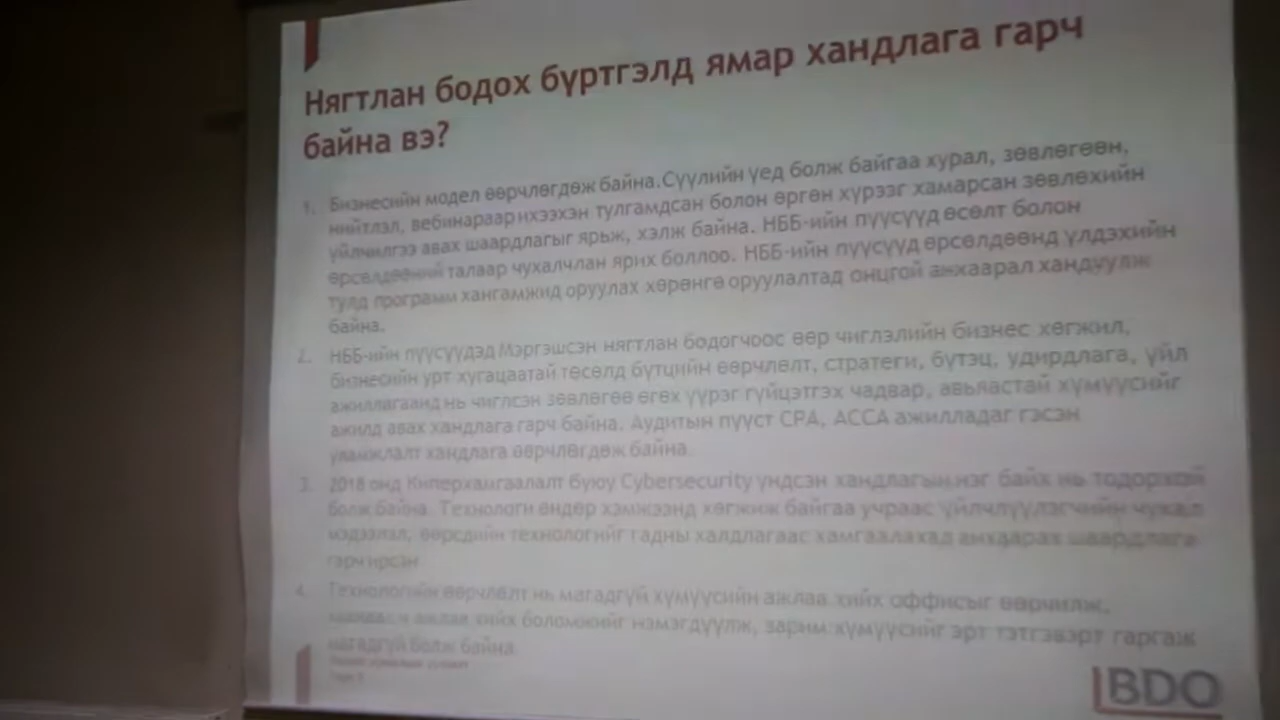 Нягтлан бодох бүртгэлд ямар хандлага гарч
байна вэ?
1. Бизнесийн модел өөрчлөгдөж байна. Сүүлийн үед болж байгаа хурал, зөвлөгөөн,
нийтлэл, вебинараар ихээхэн тулгамдсан болон өргөн хүрээг хамарсан зөвлөхийн
үйлчилгээ авах шаардлагыг ярьж, хэлж байна. НББ-ийн пүүсүүд өсөлт болон
өрсөлдөөний талаар чухалчлан ярих боллоо. НББ-ийн пүүсүүд өрсөлдөөнд үлдэхийн
тулд программ хангамжид оруулах хөрөнгө оруулалтад онцгой анхаарал хандуулж
байна.
2. НББ-ийн пүүсүүдэд Мэргэшсэн нягтлан бодогчоос өөр чиглэлийн бизнес хөгжил,
бизнесийн урт хугацаатай төсөлд бүтцийн өөрчлөлт, стратеги, бүтэц, удирдлага, үйл
ажиллагаанд нь чиглсэн зөвлөгөө өгөх үүрэг гүйцэтгэх чадвар, авьяастай хүмүүсийг
ажилд авах хандлага гарч байна. Аудитын пүүст CPA, ACCA ажилладаг гэсэн
уламжлалт хандлага өөрчлөгдөж байна.
3. 2018 онд Киперхамгаалалт буюу Cybersecurity үндсэн хандлагын нэг байх нь тодорхой
болж байна. Технологи өндөр хэмжээнд хөгжиж байгаа учраас үйлчлүүлэгчийн чухал
мэдээлэл, өөрсдийн технологийг гадны халдлагаас хамгаалахад анхаарах шаардлага
гарч ирсэн
4. Технологийн өөрчлөлт нь магадгүй хүмүүсийн ажлаа хийх оффисыг өөрчилж,
ажлаа хийх боломжийг нэмэгдүүлж, зарим хүмүүсийг эрт тэтгэвэрт гаргаж
магадгүй болж байна.
BDO